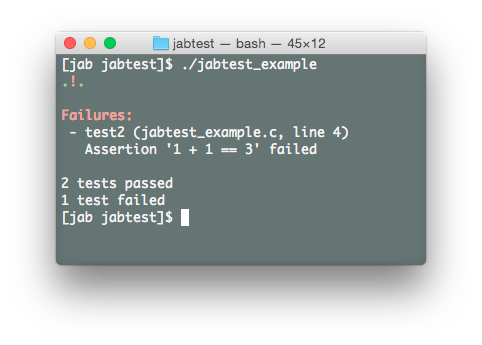 jabtest — bash — 45×12
[jab jabtest]$ ./jabtest_example
.!.
Failures:
- test2 (jabtest_example.c, line 4)
Assertion '1 + 1 == 3' failed
2 tests passed
1 test failed
[jab jabtest]$